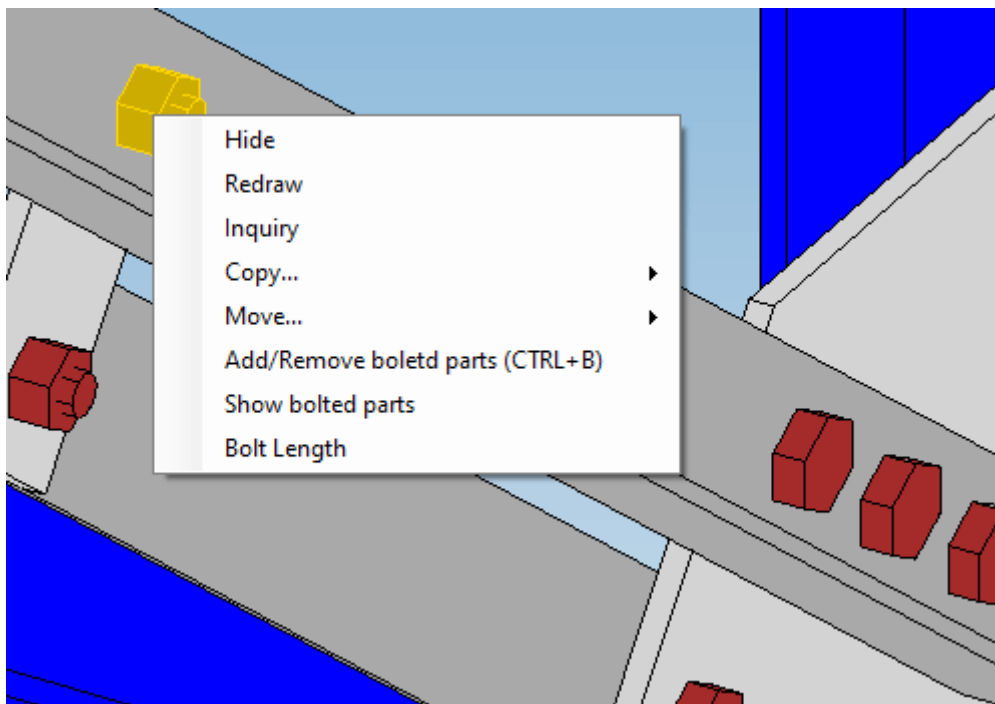 Hide
Redraw
Inquiry
Copy...
Move...
Add/Remove boletd parts (CTRL+B)
Show bolted parts
Bolt Length